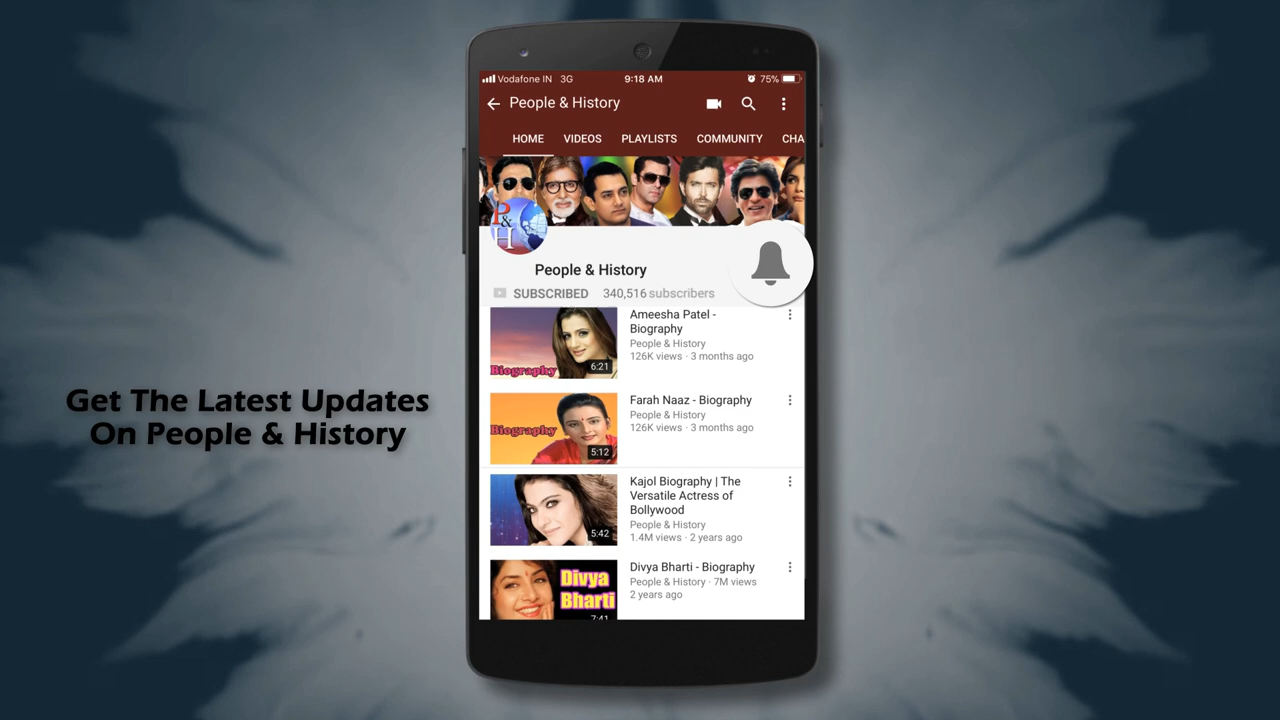 Vodafone IN 3G 9:18 AM 75%
People & History
HOME VIDEOS PLAYLISTS COMMUNITY CHA
P
&
H
People & History
SUBSCRIBED 340,516 subscribers
Ameesha Patel -
Biography
People & History
126K views · 3 months ago
Biography
6:21
Farah Naaz - Biography
People & History
126K views · 3 months ago
Biography
5:12
Kajol Biography | The
Versatile Actress of
Bollywood
People & History
1.4M views · 2 years ago
5:42
Divya Bharti - Biography
People & History · 7M views
2 years ago
Divya
Bharti
7:41
Get The Latest Updates
On People & History